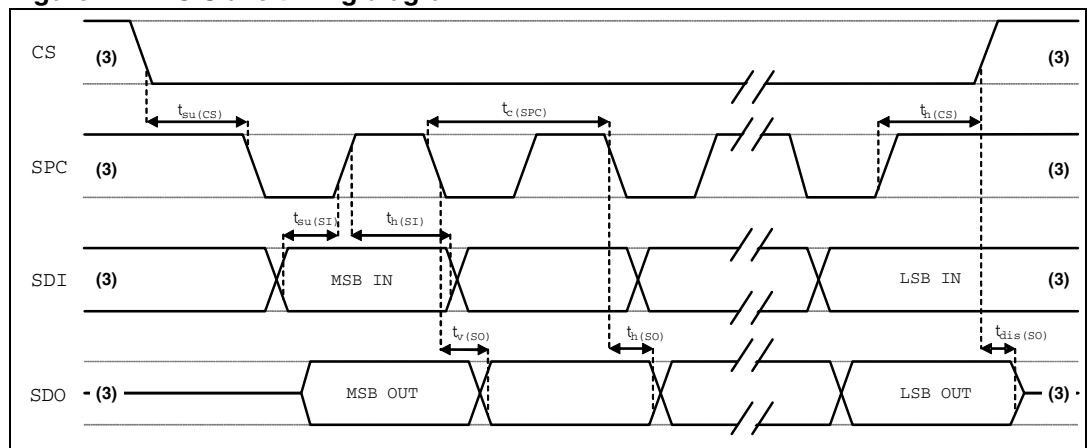 CS (3) (3)
t_su(CS) t_c(SPC) t_h(CS)
SPC (3) (3)
t_su(SI) t_h(SI)
SDI (3) MSB IN LSB IN (3)
t_v(SO) t_h(SO) t_dis(SO)
SDO (3) MSB OUT LSB OUT (3)